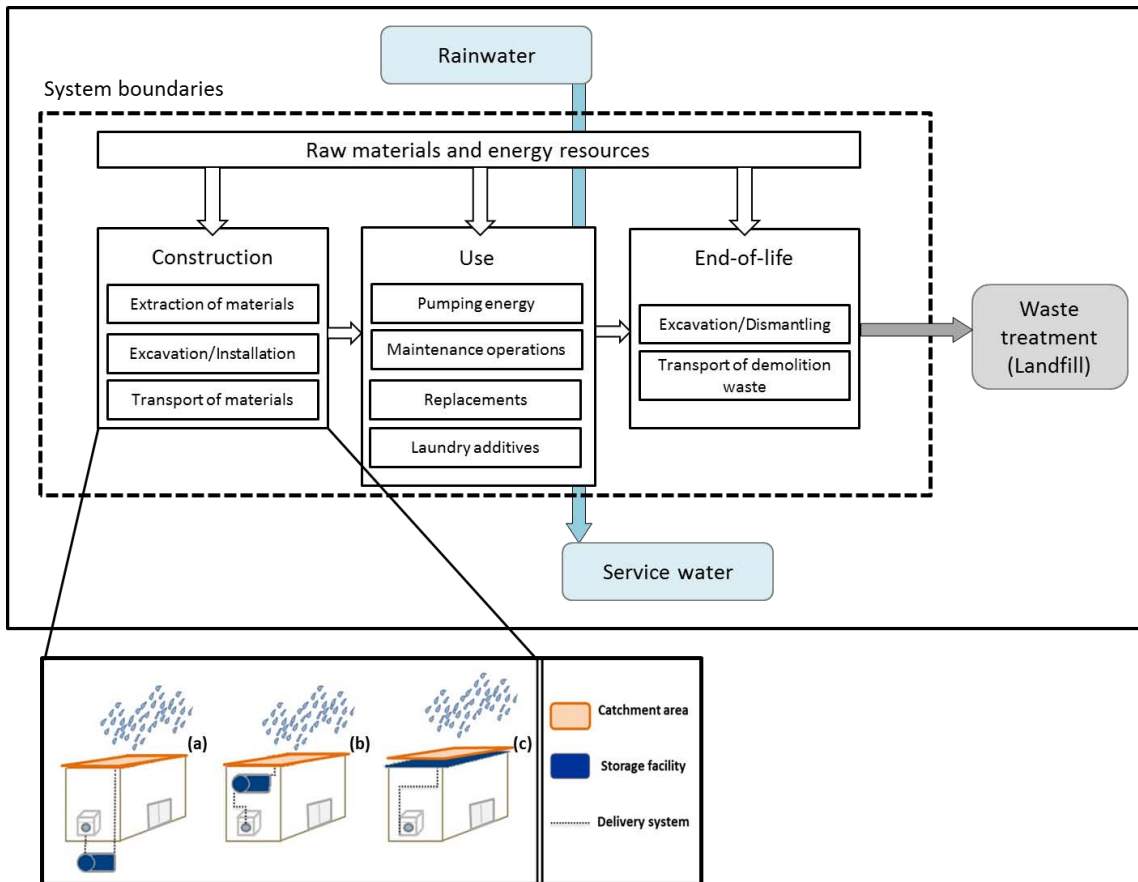 Rainwater
System boundaries
Raw materials and energy resources
Construction
Extraction of materials
Excavation/Installation
Transport of materials
Use
Pumping energy
Maintenance operations
Replacements
Laundry additives
End-of-life
Excavation/Dismantling
Transport of demolition
waste
Waste
treatment
(Landfill)
Service water
(a)
(b)
(c)
Catchment area
Storage facility
Delivery system